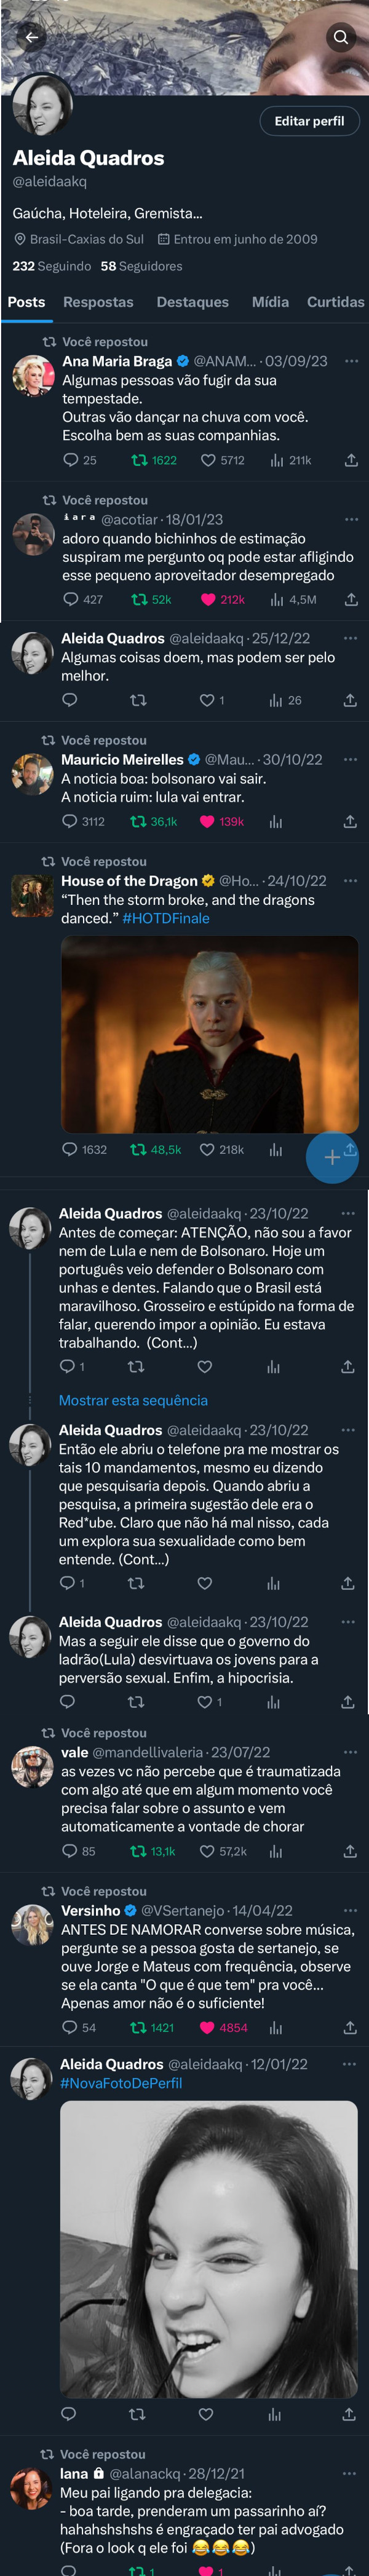 Editar perfil
Aleida Quadros
@aleidaakq
Gaúcha, Hoteleira, Gremista...
Brasil-Caxias do Sul Entrou em junho de 2009
232 Seguindo 58 Seguidores
Posts Respostas Destaques Mídia Curtidas
Você repostou
Ana Maria Braga @ANAM... · 03/09/23
Algumas pessoas vão fugir da sua
tempestade.
Outras vão dançar na chuva com você.
Escolha bem as suas companhias.
25 1622 5712 211k
Você repostou
iara @acotiar · 18/01/23
adoro quando bichinhos de estimação
suspiram me pergunto oq pode estar afligindo
esse pequeno aproveitador desempregado
427 52k 212k 4,5M
Aleida Quadros @aleidaakq · 25/12/22
Algumas coisas doem, mas podem ser pelo
melhor.
1 26
Você repostou
Mauricio Meirelles @Mau... · 30/10/22
A noticia boa: bolsonaro vai sair.
A noticia ruim: lula vai entrar.
3112 36,1k 139k
Você repostou
House of the Dragon @Ho... · 24/10/22
“Then the storm broke, and the dragons
danced.” #HOTDFinale
1632 48,5k 218k
Aleida Quadros @aleidaakq · 23/10/22
Antes de começar: ATENÇÃO, não sou a favor
nem de Lula e nem de Bolsonaro. Hoje um
português veio defender o Bolsonaro com
unhas e dentes. Falando que o Brasil está
maravilhoso. Grosseiro e estúpido na forma de
falar, querendo impor a opinião. Eu estava
trabalhando. (Cont...)
1
Mostrar esta sequência
Aleida Quadros @aleidaakq · 23/10/22
Então ele abriu o telefone pra me mostrar os
tais 10 mandamentos, mesmo eu dizendo
que pesquisaria depois. Quando abriu a
pesquisa, a primeira sugestão dele era o
Red*ube. Claro que não há mal nisso, cada
um explora sua sexualidade como bem
entende. (Cont...)
1
Aleida Quadros @aleidaakq · 23/10/22
Mas a seguir ele disse que o governo do
ladrão(Lula) desvirtuava os jovens para a
perversão sexual. Enfim, a hipocrisia.
1
Você repostou
vale @mandellivaleria · 23/07/22
as vezes vc não percebe que é traumatizada
com algo até que em algum momento você
precisa falar sobre o assunto e vem
automaticamente a vontade de chorar
85 13,1k 57,2k
Você repostou
Versinho @VSertanejo · 14/04/22
ANTES DE NAMORAR converse sobre música,
pergunte se a pessoa gosta de sertanejo, se
ouve Jorge e Mateus com frequência, observe
se ela canta "O que é que tem" pra você...
Apenas amor não é o suficiente!
54 1421 4854
Aleida Quadros @aleidaakq · 12/01/22
#NovaFotoDePerfil
Você repostou
lana @alanackq · 28/12/21
Meu pai ligando pra delegacia:
- boa tarde, prenderam um passarinho aí?
hahahshshshs é engraçado ter pai advogado
(Fora o look q ele foi 😂😂😂)
1 1